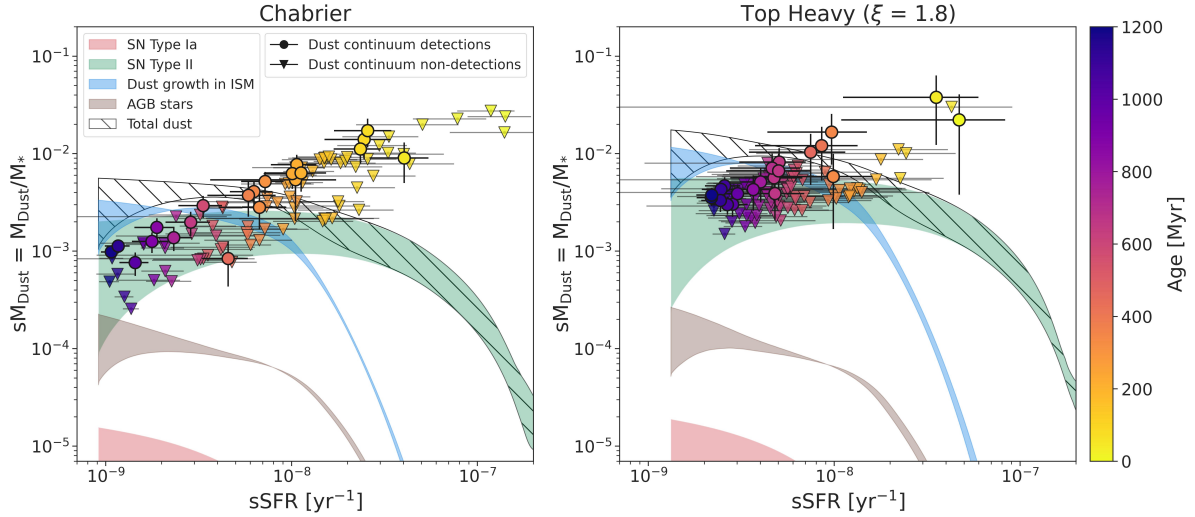 Chabrier
Top Heavy (ξ = 1.8)
SN Type Ia
SN Type II
Dust growth in ISM
AGB stars
Total dust
Dust continuum detections
Dust continuum non-detections
sM_Dust = M_Dust/M_*
10⁻¹
10⁻²
10⁻³
10⁻⁴
10⁻⁵
10⁻⁹
10⁻⁸
10⁻⁷
sSFR [yr⁻¹]
sM_Dust = M_Dust/M_*
10⁻¹
10⁻²
10⁻³
10⁻⁴
10⁻⁵
10⁻⁹
10⁻⁸
10⁻⁷
sSFR [yr⁻¹]
1200
1000
800
600
400
200
0
Age [Myr]